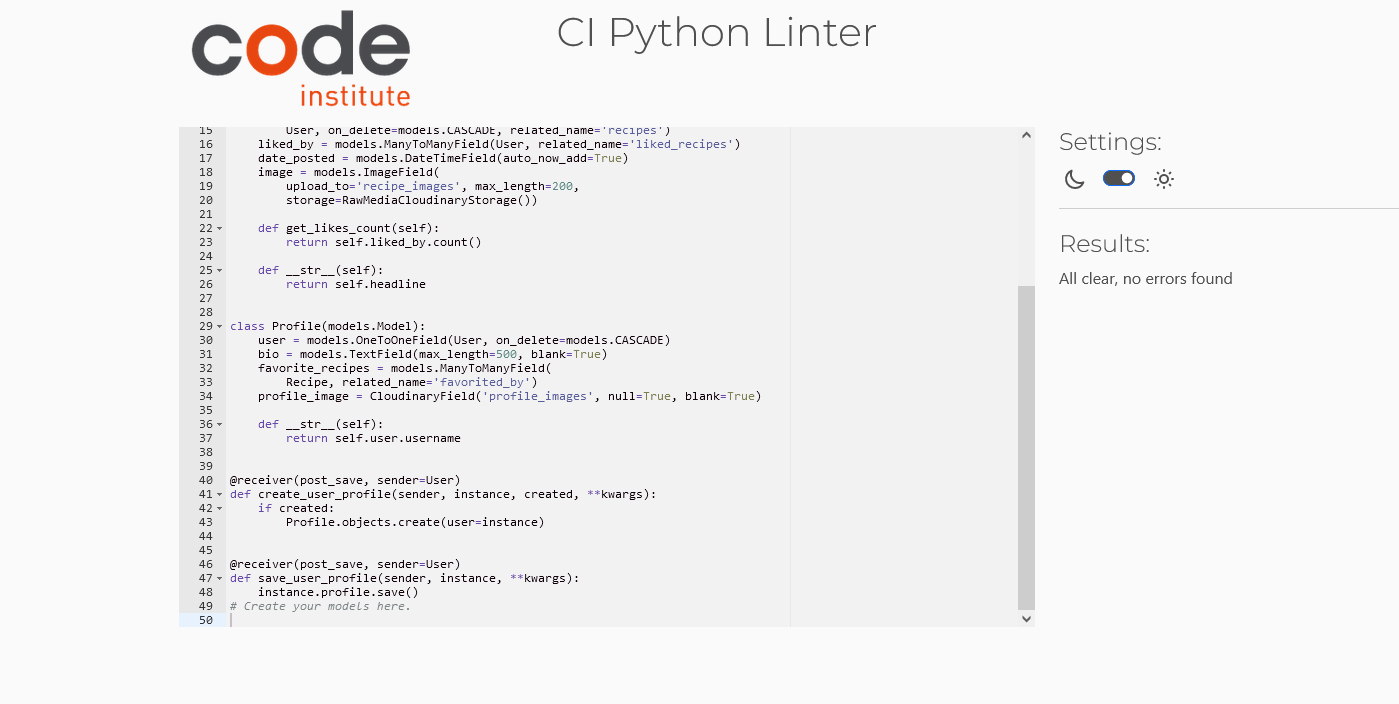 code
institute
CI Python Linter
15 User, on_delete=models.CASCADE, related_name='recipes')
16 liked_by = models.ManyToManyField(User, related_name='liked_recipes')
17 date_posted = models.DateTimeField(auto_now_add=True)
18 image = models.ImageField(
19 upload_to='recipe_images', max_length=200,
20 storage=RawMediaCloudinaryStorage())
21
22 def get_likes_count(self):
23 return self.liked_by.count()
24
25 def __str__(self):
26 return self.headline
27
28
29 class Profile(models.Model):
30 user = models.OneToOneField(User, on_delete=models.CASCADE)
31 bio = models.TextField(max_length=500, blank=True)
32 favorite_recipes = models.ManyToManyField(
33 Recipe, related_name='favorited_by')
34 profile_image = CloudinaryField('profile_images', null=True, blank=True)
35
36 def __str__(self):
37 return self.user.username
38
39
40 @receiver(post_save, sender=User)
41 def create_user_profile(sender, instance, created, **kwargs):
42 if created:
43 Profile.objects.create(user=instance)
44
45
46 @receiver(post_save, sender=User)
47 def save_user_profile(sender, instance, **kwargs):
48 instance.profile.save()
49 # Create your models here.
50
Settings:
Results:
All clear, no errors found